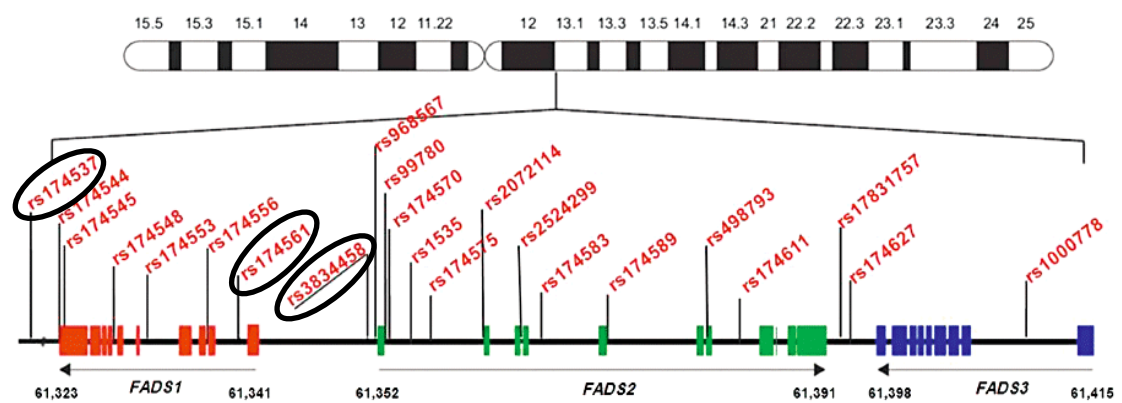 15.5 15.3 15.1 14 13 12 11.22 12 13.1 13.3 13.5 14.1 14.3 21 22.2 22.3 23.1 23.3 24 25
rs174537
rs174544
rs174545
rs174548
rs174553
rs174556
rs174561
rs3834458
rs968567
rs99780
rs174570
rs1535
rs174575
rs2072114
rs2524299
rs174583
rs174589
rs498793
rs174611
rs17831757
rs174627
rs1000778
61,323 FADS1 61,341 61,352 FADS2 61,391 61,398 FADS3 61,415